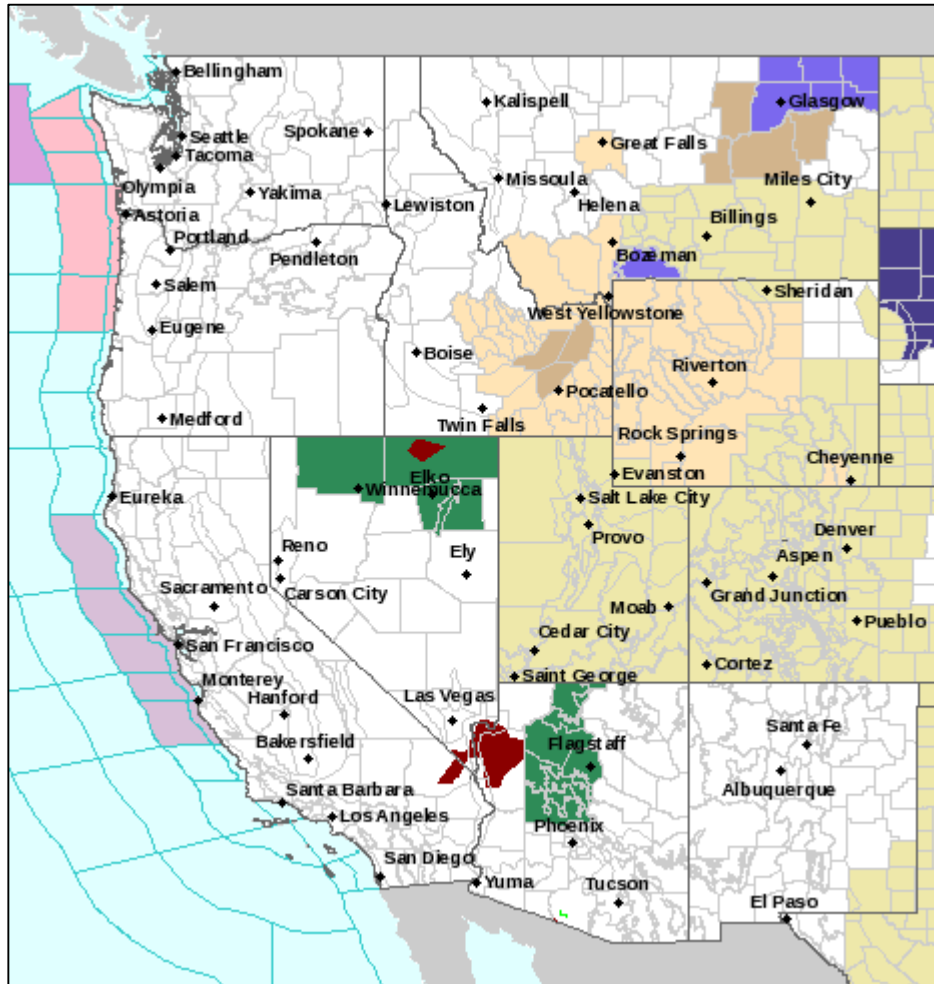 Bellingham
Kalispell
Glasgow
Seattle
Spokane
Great Falls
Tacoma
Olympia
Yakima
Missoula
Helena
Miles City
Astoria
Lewiston
Billings
Portland
Pendleton
Bozeman
Salem
Sheridan
West Yellowstone
Eugene
Boise
Riverton
Pocatello
Medford
Twin Falls
Rock Springs
Cheyenne
Elko
Evanston
Eureka
Winnemucca
Salt Lake City
Provo
Denver
Reno
Ely
Aspen
Sacramento
Carson City
Moab
Grand Junction
Pueblo
Cedar City
San Francisco
Saint George
Cortez
Monterey
Hanford
Las Vegas
Santa Fe
Bakersfield
Flagstaff
Albuquerque
Santa Barbara
Los Angeles
Phoenix
San Diego
Yuma
Tucson
El Paso